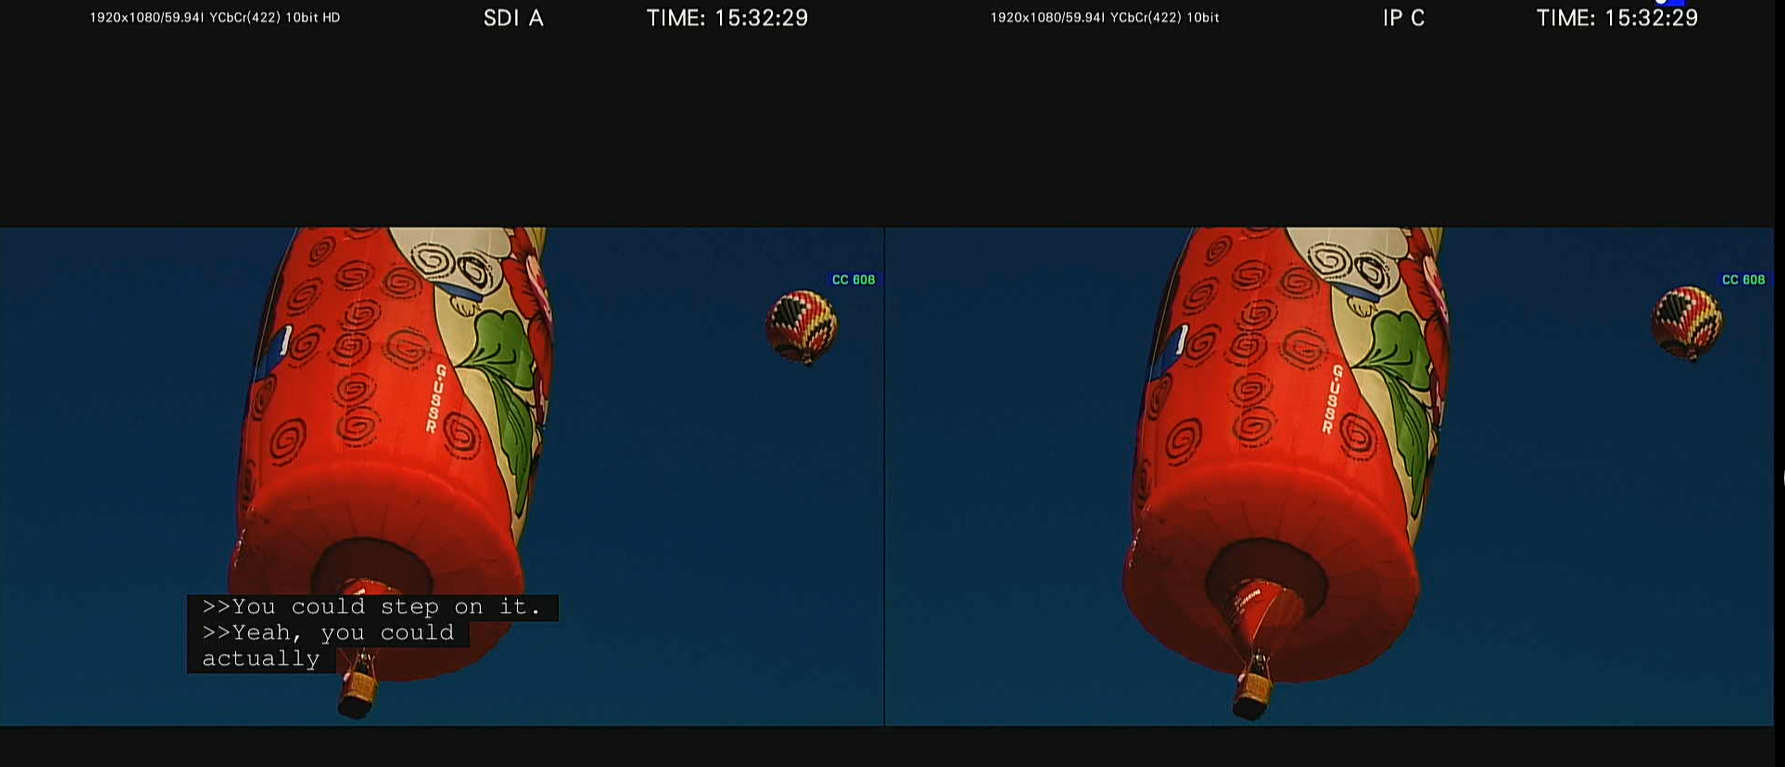 1920x1080/59.94I YCbCr(422) 10bit HD
SDI A
TIME: 15:32:29
1920x1080/59.94I YCbCr(422) 10bit
IP C
TIME: 15:32:29
CC 608
CC 608
G·USSR
G·USSR
>>You could step on it.
>>Yeah, you could
actually